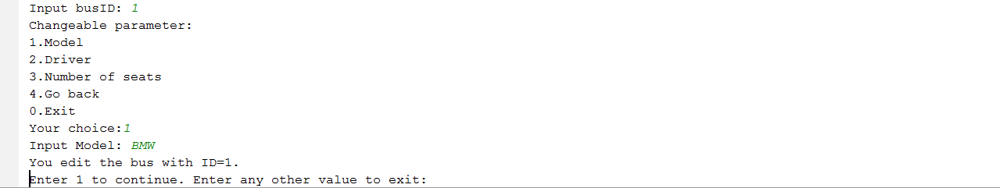 Input busID: 1
Changeable parameter:
1.Model
2.Driver
3.Number of seats
4.Go back
0.Exit
Your choice:1
Input Model: BMW
You edit the bus with ID=1.
Enter 1 to continue. Enter any other value to exit: